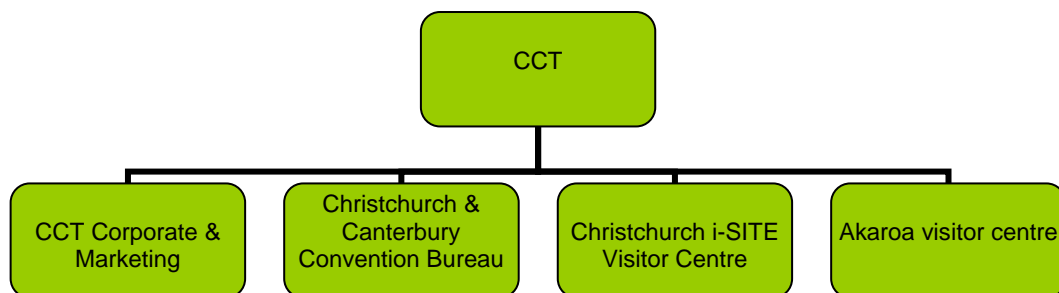 CCT
CCT Corporate &
Marketing
Christchurch &
Canterbury
Convention Bureau
Christchurch i-SITE
Visitor Centre
Akaroa visitor centre